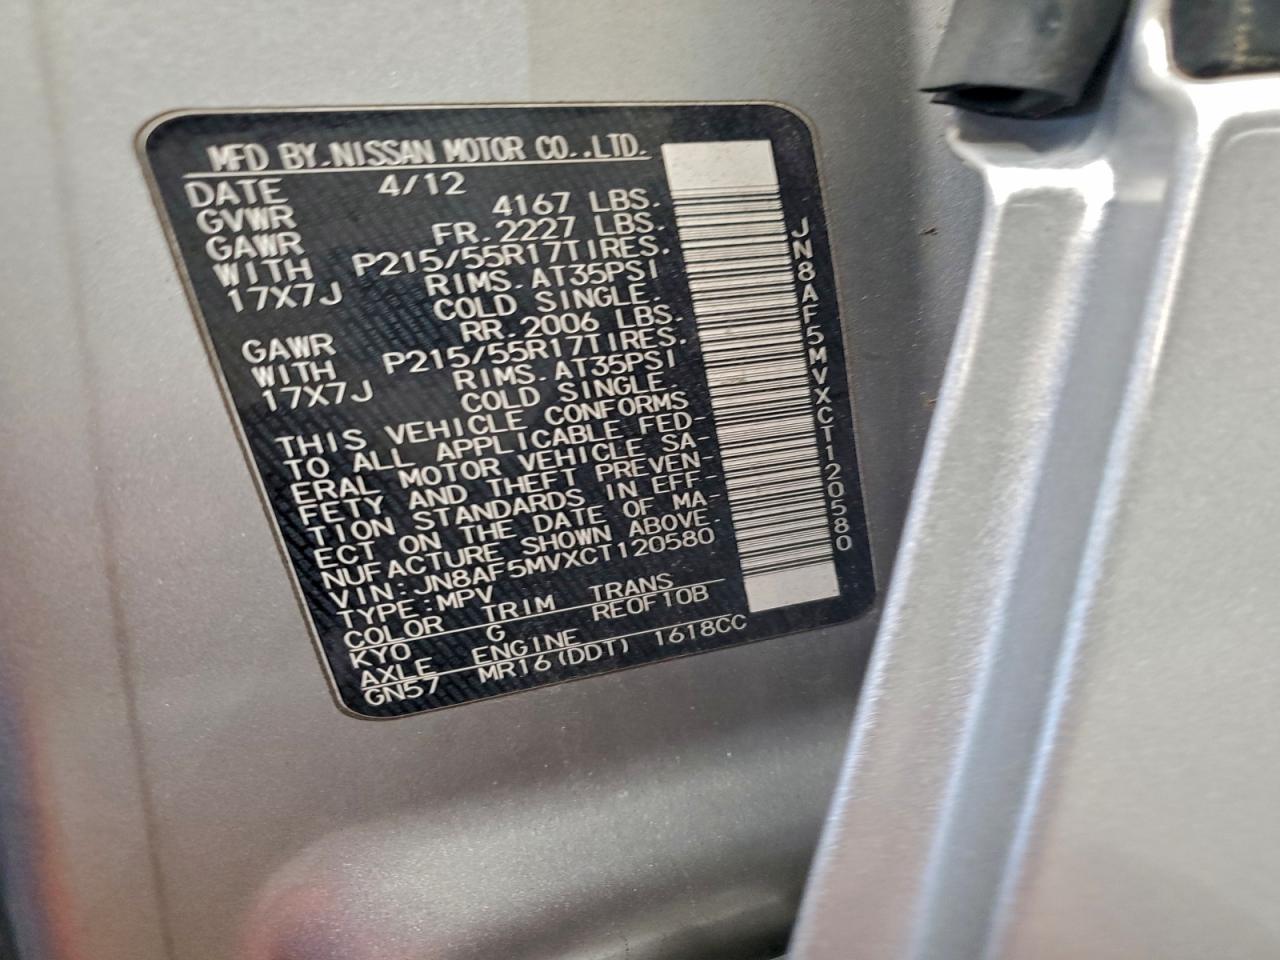 MFD BY.NISSAN MOTOR CO.,LTD.
DATE 4/12
GVWR 4167 LBS.
GAWR FR.2227 LBS.
WITH P215/55R17TIRES.
17X7J RIMS.AT35PSI
COLD SINGLE.
GAWR RR.2006 LBS.
WITH P215/55R17TIRES.
17X7J RIMS.AT35PSI
COLD SINGLE.
THIS VEHICLE CONFORMS
TO ALL APPLICABLE FED-
ERAL MOTOR VEHICLE SA-
FETY AND THEFT PREVEN-
TION STANDARDS IN EFF-
ECT ON THE DATE OF MA-
NUFACTURE SHOWN ABOVE.
VIN:JN8AF5MVXCT120580
TYPE:MPV
COLOR TRIM TRANS
KY0 G RE0F10B
AXLE ENGINE
GN57 MR16(DDT) 1618CC
JN8AF5MVXCT120580